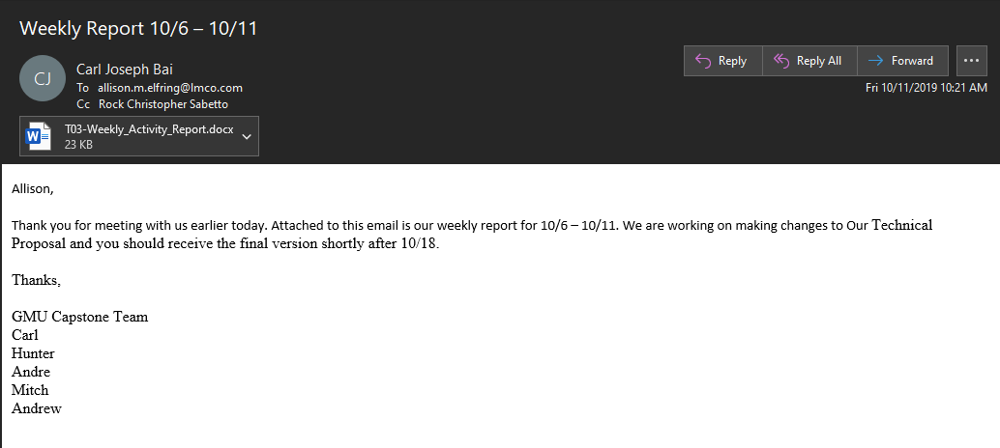 Weekly Report 10/6 – 10/11
CJ
Carl Joseph Bai
To allison.m.elfring@lmco.com
Cc Rock Christopher Sabetto
Reply
Reply All
Forward
...
Fri 10/11/2019 10:21 AM
W
T03-Weekly_Activity_Report.docx
23 KB
Allison,
Thank you for meeting with us earlier today. Attached to this email is our weekly report for 10/6 – 10/11. We are working on making changes to Our Technical
Proposal and you should receive the final version shortly after 10/18.
Thanks,
GMU Capstone Team
Carl
Hunter
Andre
Mitch
Andrew